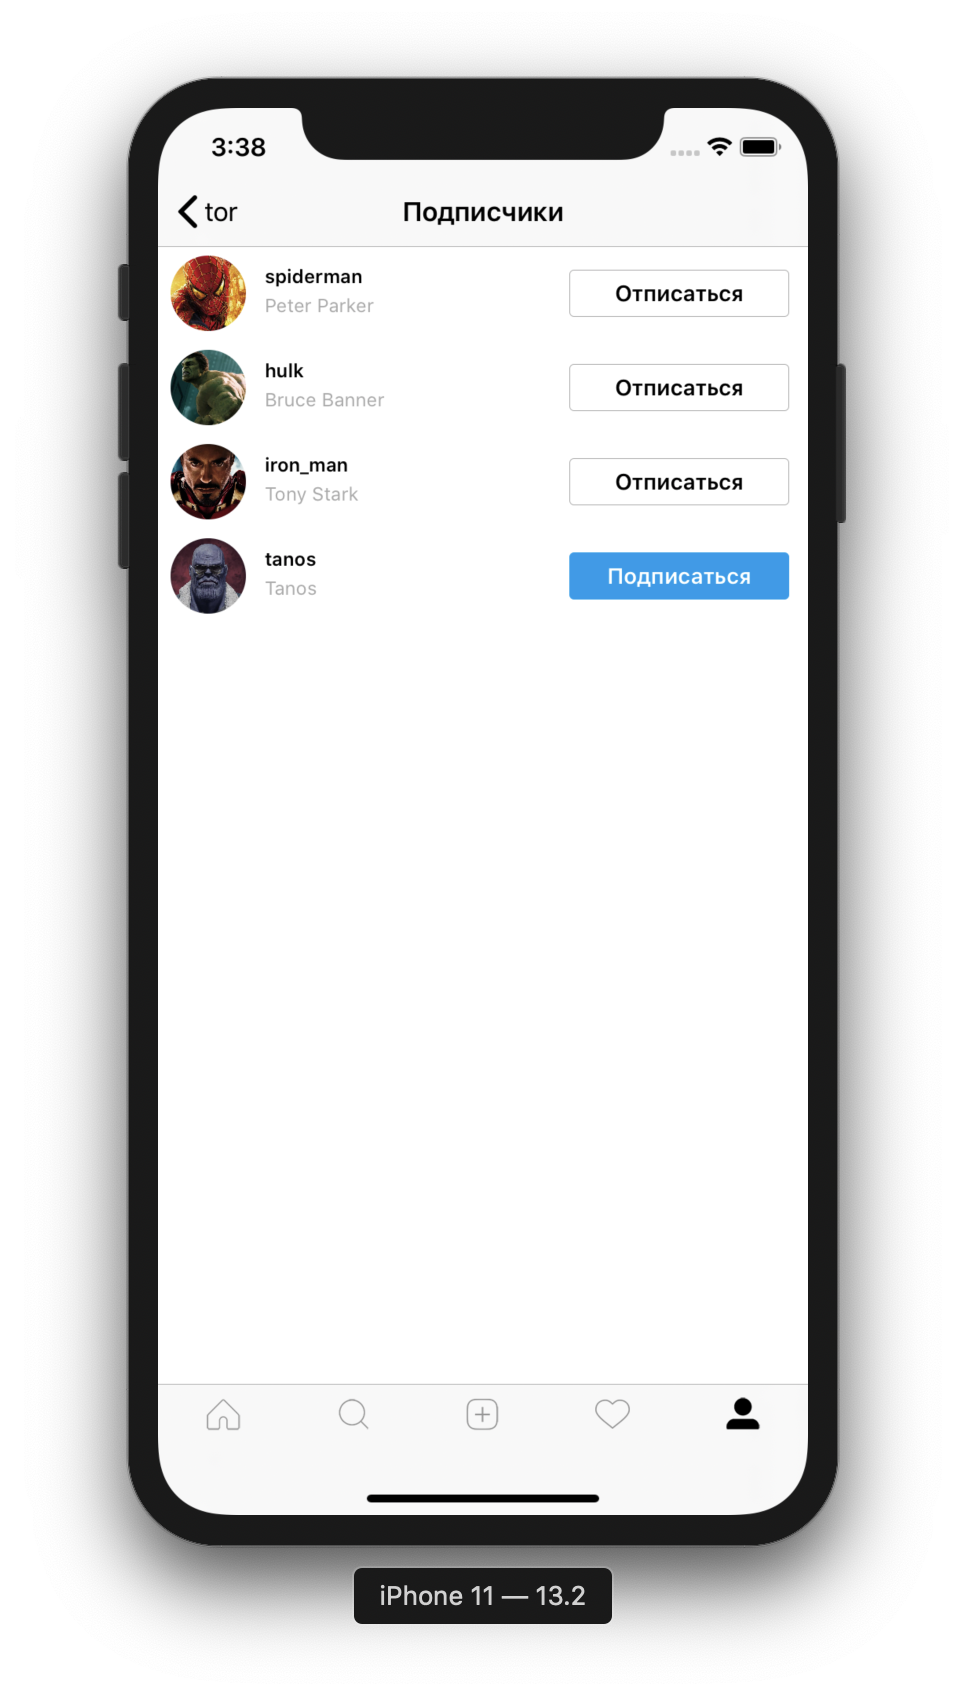 3:38
tor
Подписчики
spiderman
Peter Parker
Отписаться
hulk
Bruce Banner
Отписаться
iron_man
Tony Stark
Отписаться
tanos
Tanos
Подписаться
iPhone 11 — 13.2